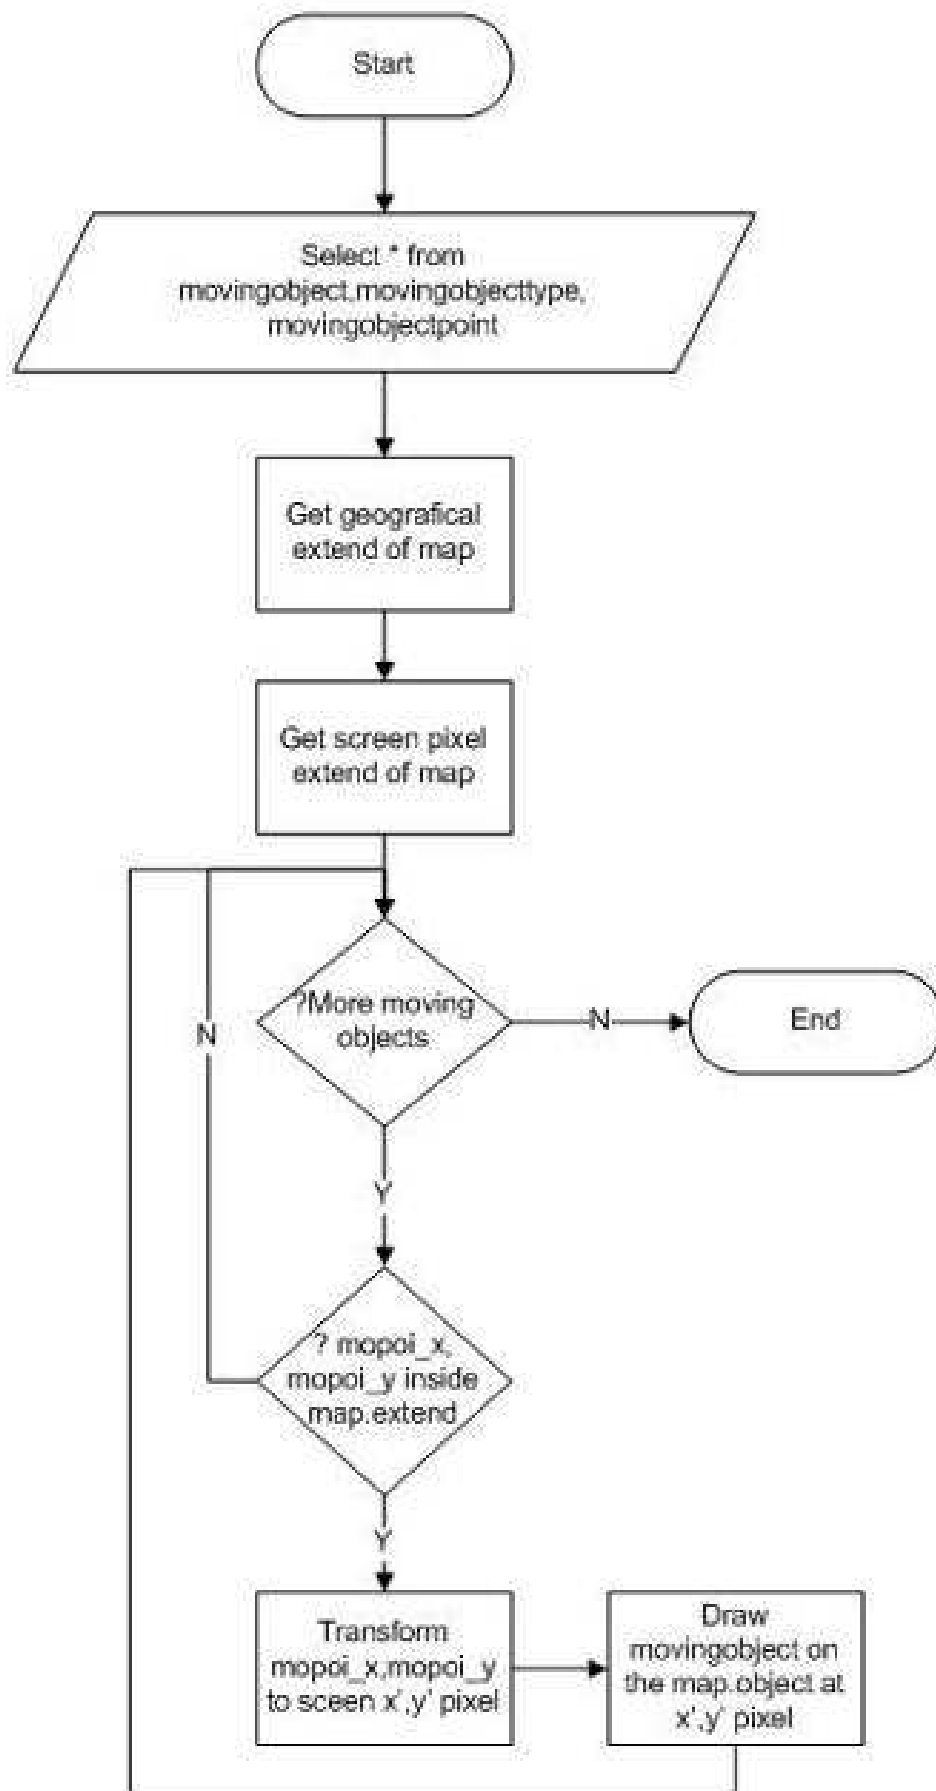 Start
Select * from
movingobject,movingobjecttype,
movingobjectpoint
Get geografical
extend of map
Get screen pixel
extend of map
?More moving
objects
N
End
N
Y
? mopoi_x,
mopoi_y inside
map.extend
Y
Transform
mopoi_x,mopoi_y
to sceen x',y' pixel
Draw
movingobject on
the map.object at
x',y' pixel